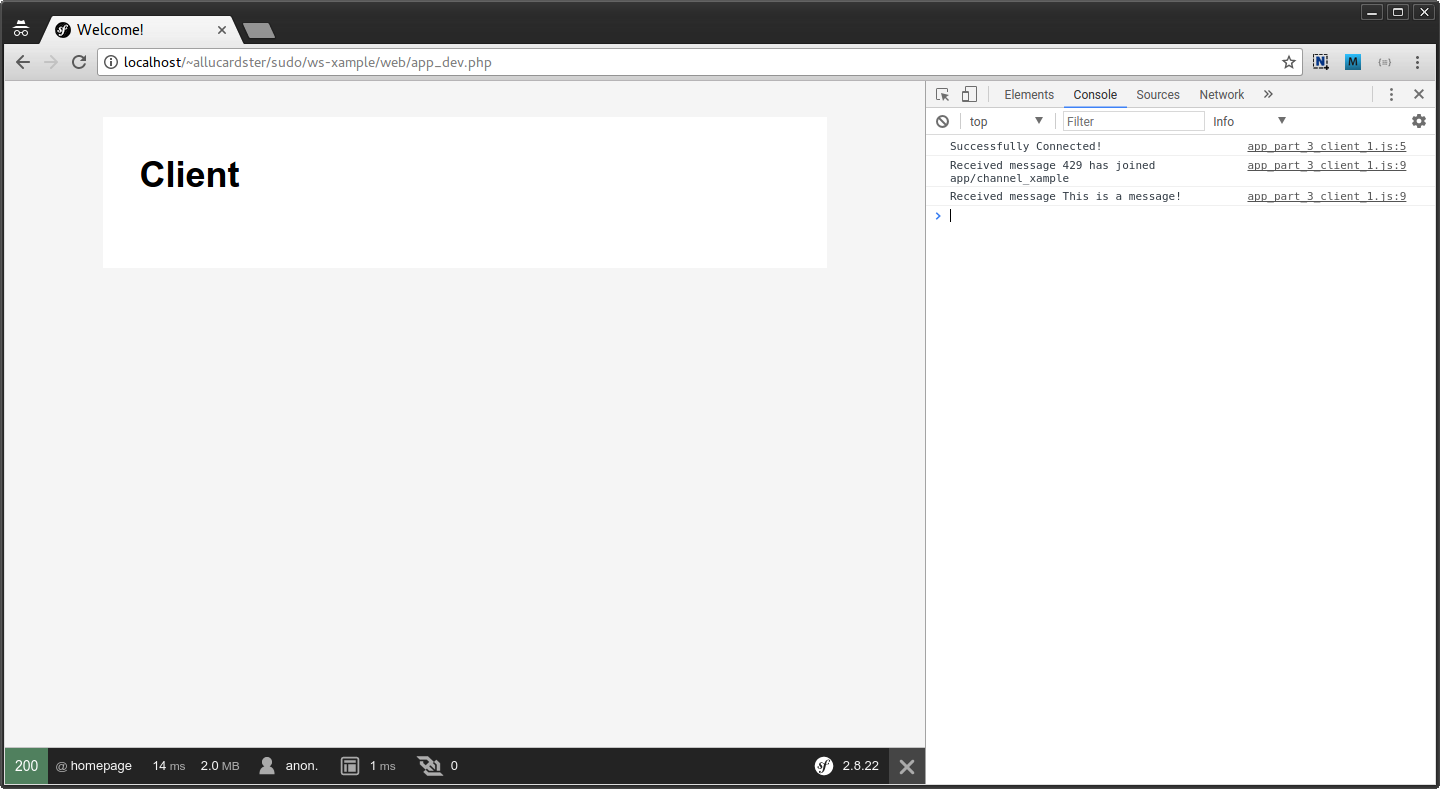 Welcome!
localhost/~allucardster/sudo/ws-xample/web/app_dev.php
Client
Elements Console Sources Network »
top Filter Info
Successfully Connected! app_part_3_client_1.js:5
Received message 429 has joined app_part_3_client_1.js:9
app/channel_xample
Received message This is a message! app_part_3_client_1.js:9
200 @ homepage 14 ms 2.0 MB anon. 1 ms 0 sf 2.8.22